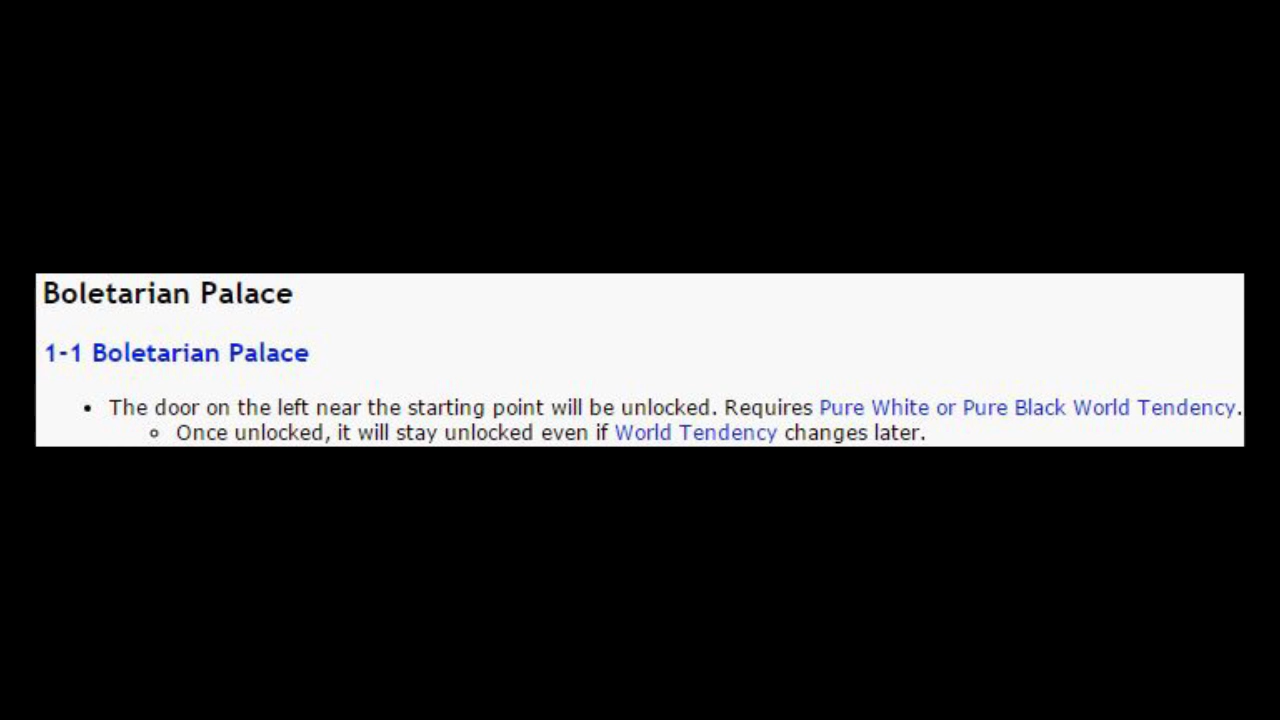 Boletarian Palace
1-1 Boletarian Palace
• The door on the left near the starting point will be unlocked. Requires Pure White or Pure Black World Tendency.
◦ Once unlocked, it will stay unlocked even if World Tendency changes later.